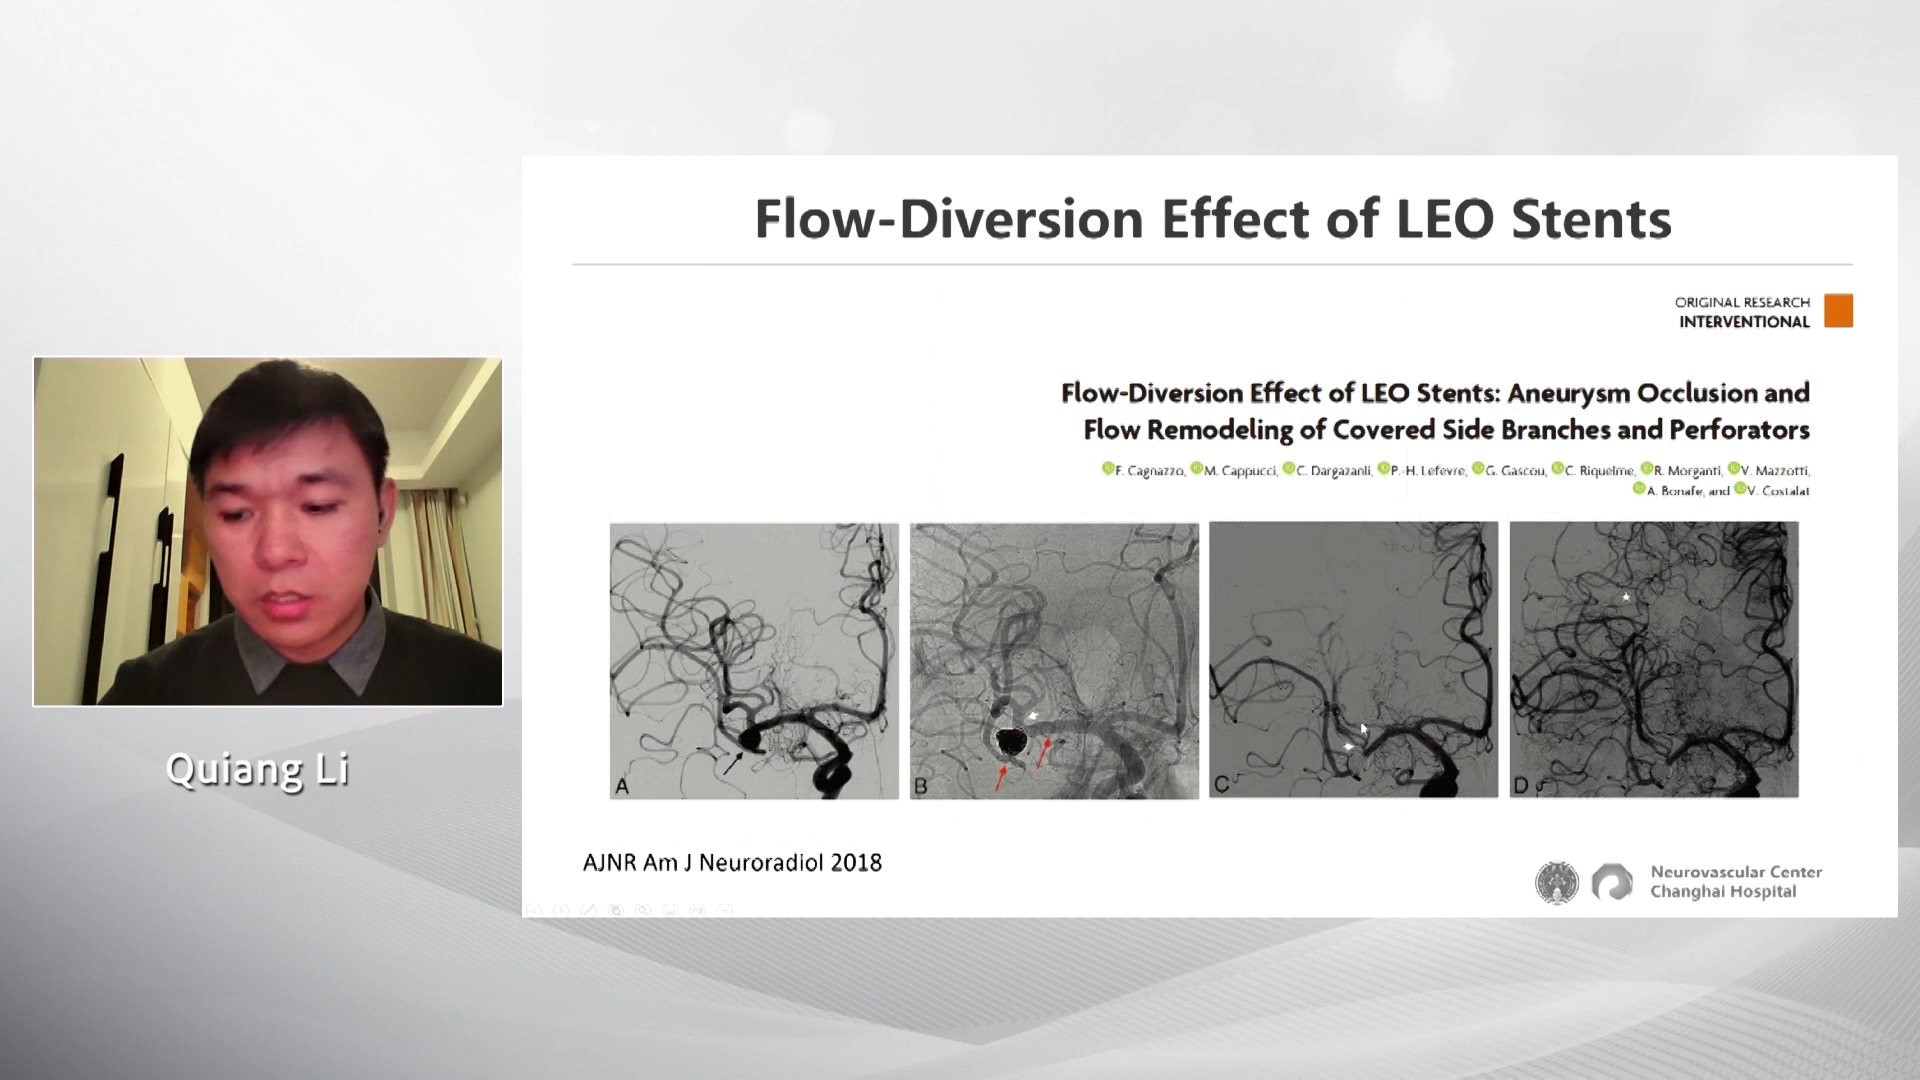 Flow-Diversion Effect of LEO Stents
ORIGINAL RESEARCH
INTERVENTIONAL
Flow-Diversion Effect of LEO Stents: Aneurysm Occlusion and
Flow Remodeling of Covered Side Branches and Perforators
F. Cagnazzo, M. Cappucci, C. Dargazanli, P.-H. Lefevre, G. Gascou, C. Riquelme, R. Morganti, V. Mazzotti,
A. Bonafe, and V. Costalat
A
B
C
D
Quiang Li
AJNR Am J Neuroradiol 2018
Neurovascular Center
Changhai Hospital